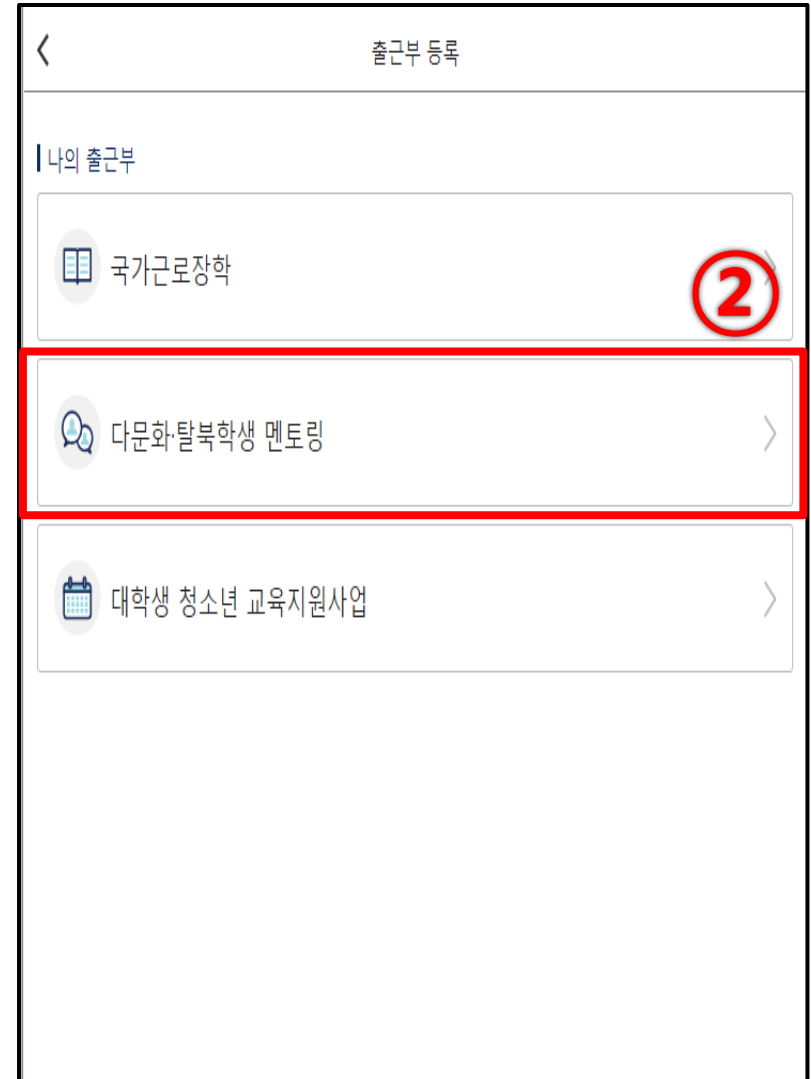 출근부 등록
나의 출근부
국가근로장학
②
다문화·탈북학생 멘토링
대학생 청소년 교육지원사업